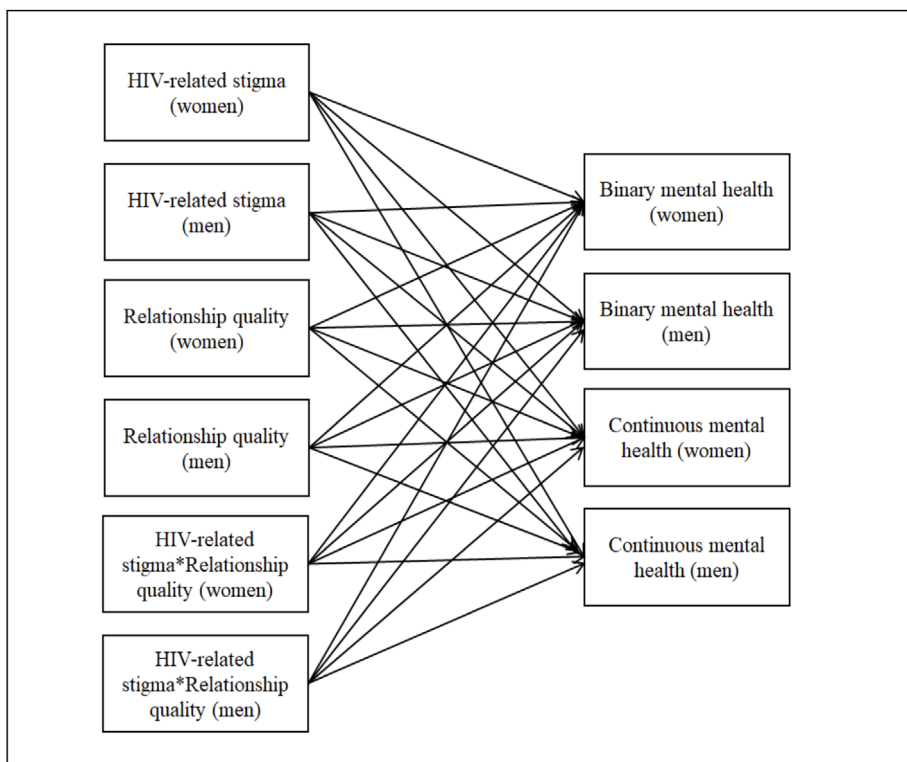 HIV-related stigma
(women)
HIV-related stigma
(men)
Relationship quality
(women)
Relationship quality
(men)
HIV-related
stigma*Relationship
quality (women)
HIV-related
stigma*Relationship
quality (men)
Binary mental health
(women)
Binary mental health
(men)
Continuous mental
health (women)
Continuous mental
health (men)